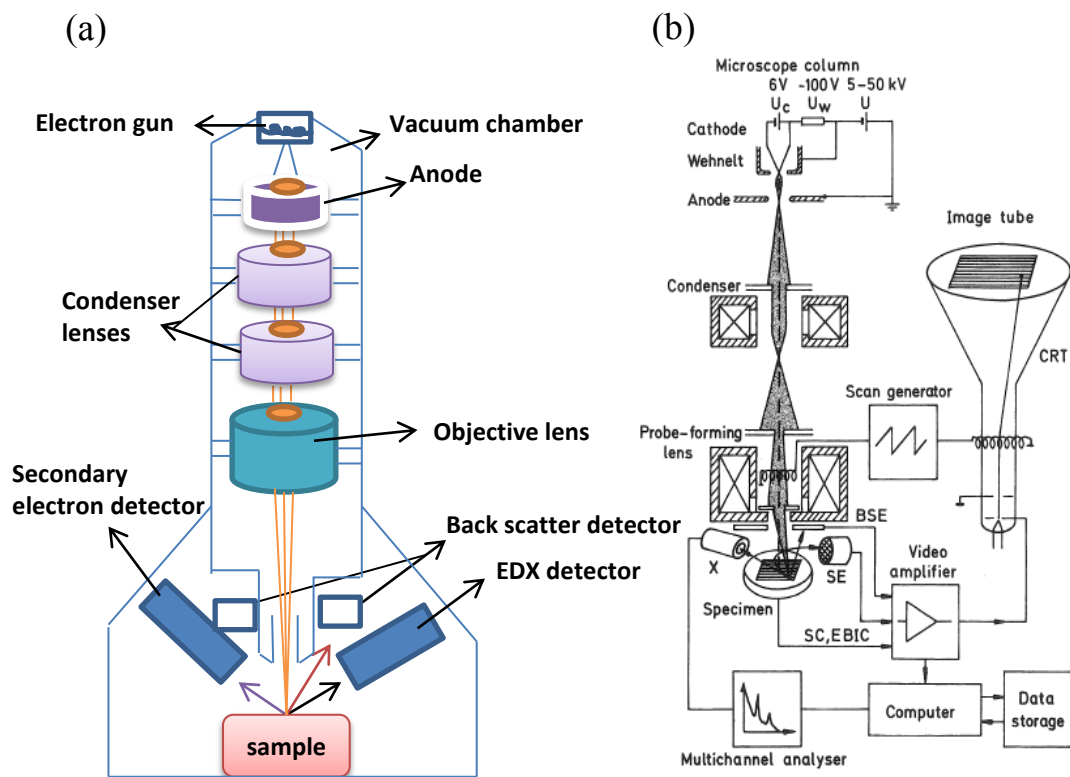 (a)
Electron gun
Vacuum chamber
Anode
Condenser
lenses
Objective lens
Secondary
electron detector
Back scatter detector
EDX detector
sample
(b)
Microscope column
6V -100V 5-50 kV
Uc Uw U
Cathode
Wehnelt
Anode
Image tube
Condenser
CRT
Scan generator
Probe-forming
lens
BSE
X
SE
Video
amplifier
Specimen
SC,EBIC
Computer
Data
storage
Multichannel analyser